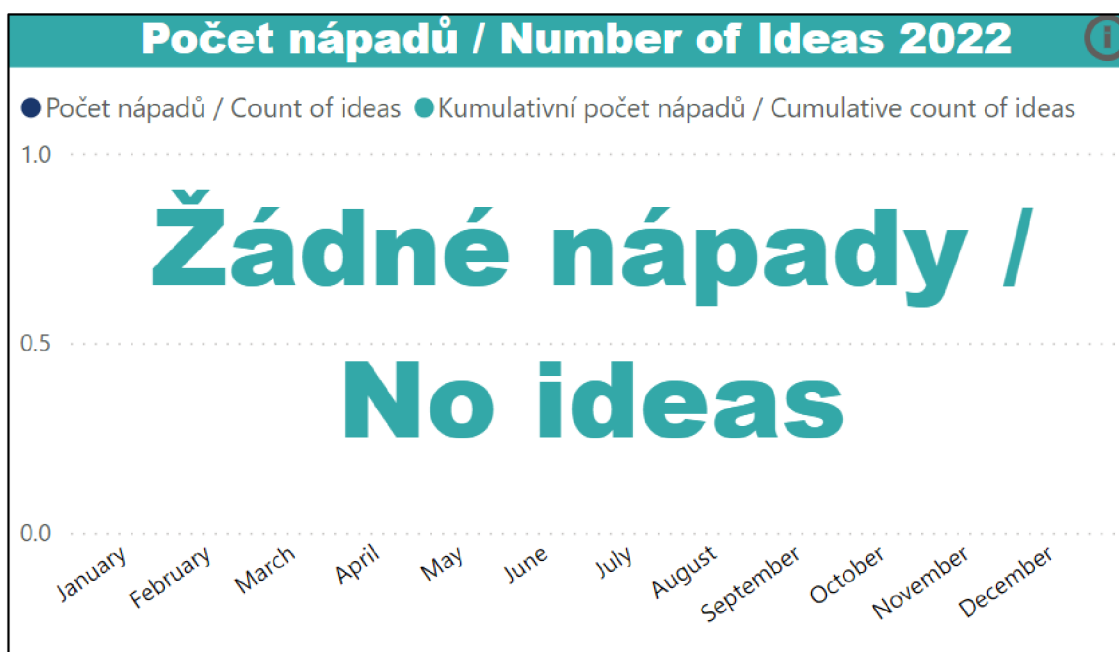 Počet nápadů / Number of Ideas 2022
Počet nápadů / Count of ideas Kumulativní počet nápadů / Cumulative count of ideas
1.0
Žádné nápady /
0.5
No ideas
0.0
January February March April May June July August September October November December